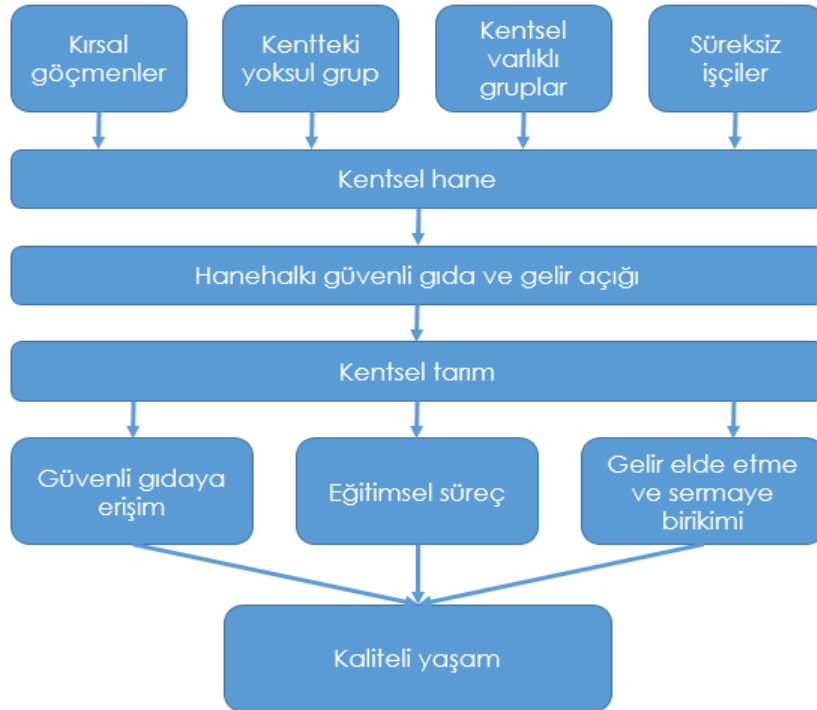 Kırsal
göçmenler
Kentteki
yoksul grup
Kentsel
varlıklı
gruplar
Süreksiz
işçiler
Kentsel hane
Hanehalkı güvenli gıda ve gelir açığı
Kentsel tarım
Güvenli gıdaya
erişim
Eğitimsel süreç
Gelir elde etme
ve sermaye
birikimi
Kaliteli yaşam